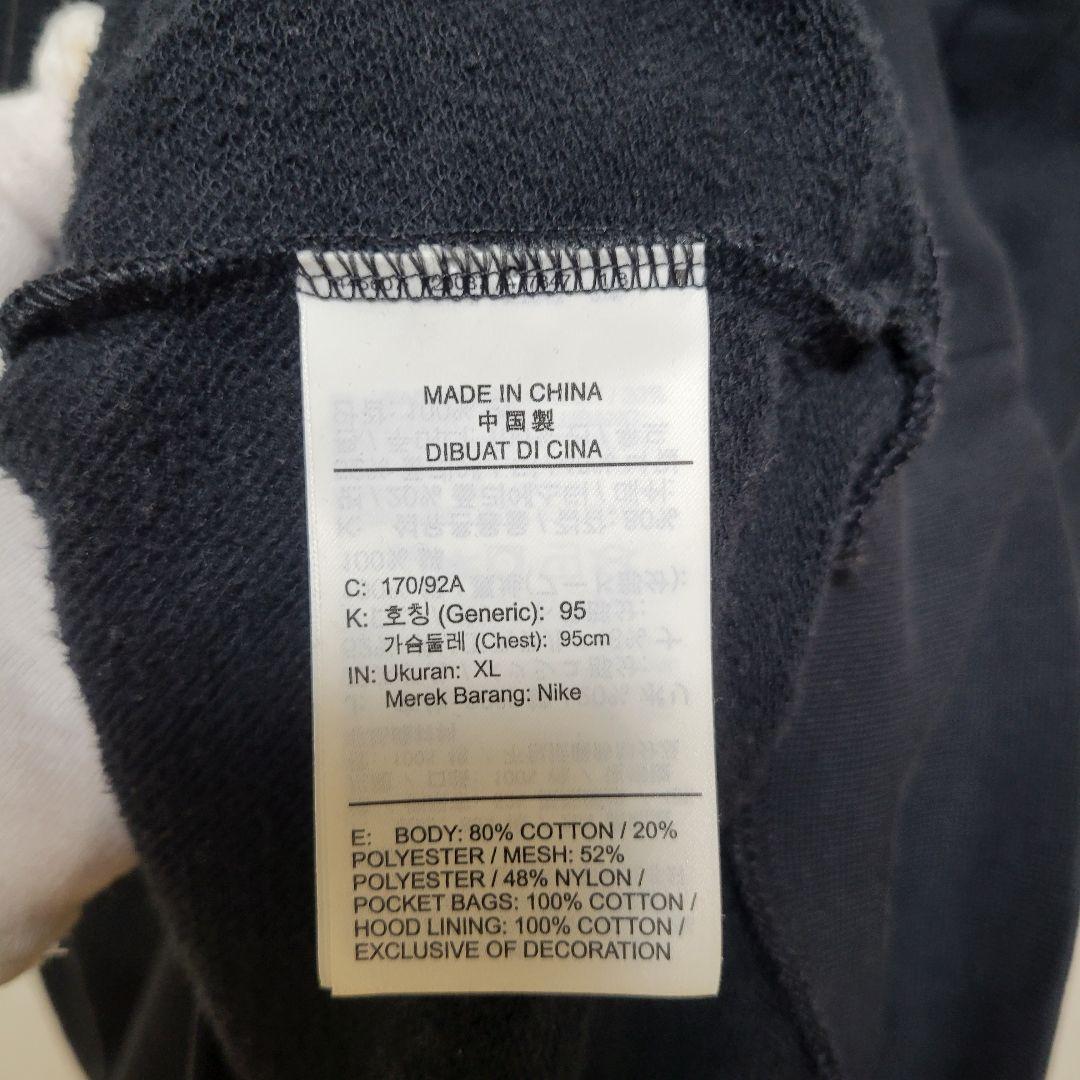 MADE IN CHINA
中国製
DIBUAT DI CINA
C: 170/92A
K: 호칭 (Generic): 95
가슴둘레 (Chest): 95cm
IN: Ukuran: XL
Merek Barang: Nike
E: BODY: 80% COTTON / 20%
POLYESTER / MESH: 52%
POLYESTER / 48% NYLON /
POCKET BAGS: 100% COTTON /
HOOD LINING: 100% COTTON /
EXCLUSIVE OF DECORATION